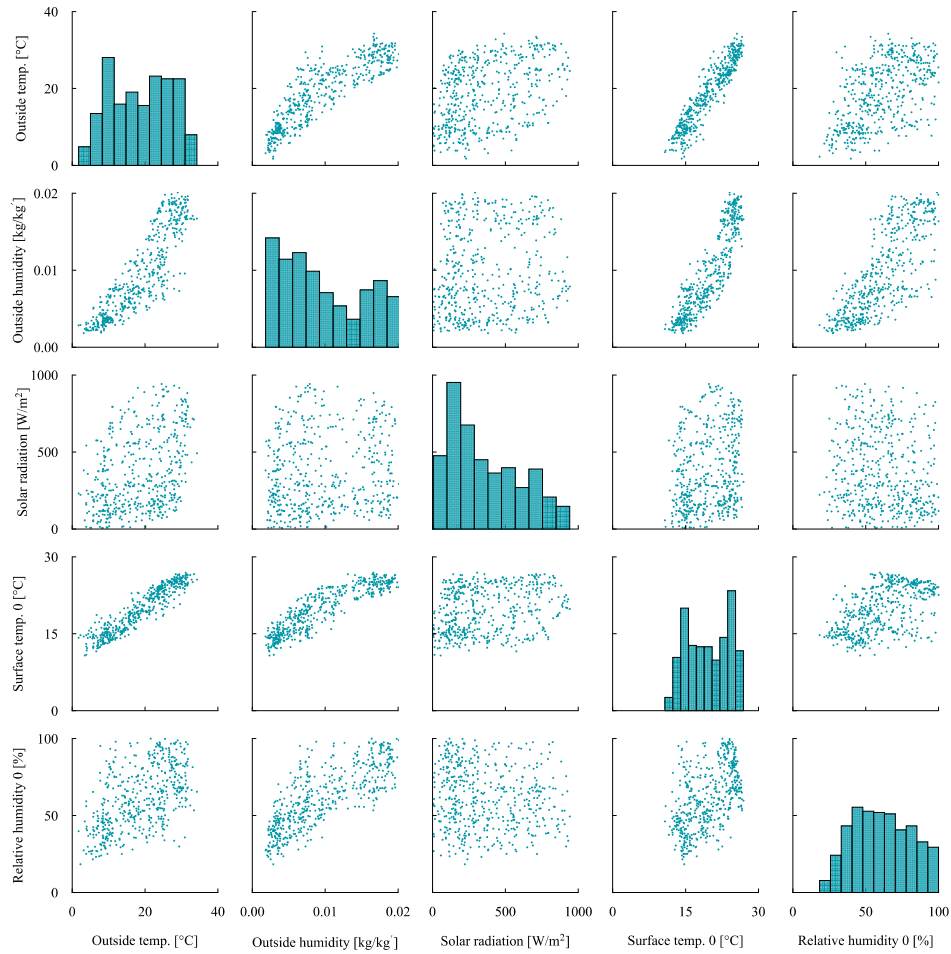 40
20
0
Outside temp. [°C]
0.02
0.01
0.00
Outside humidity [kg/kg']
1000
500
0
Solar radiation [W/m²]
30
15
0
Surface temp. 0 [°C]
100
50
0
Relative humidity 0 [%]
0 20 40 0.00 0.01 0.02 0 500 1000 0 15 30 0 50 100
Outside temp. [°C] Outside humidity [kg/kg'] Solar radiation [W/m²] Surface temp. 0 [°C] Relative humidity 0 [%]